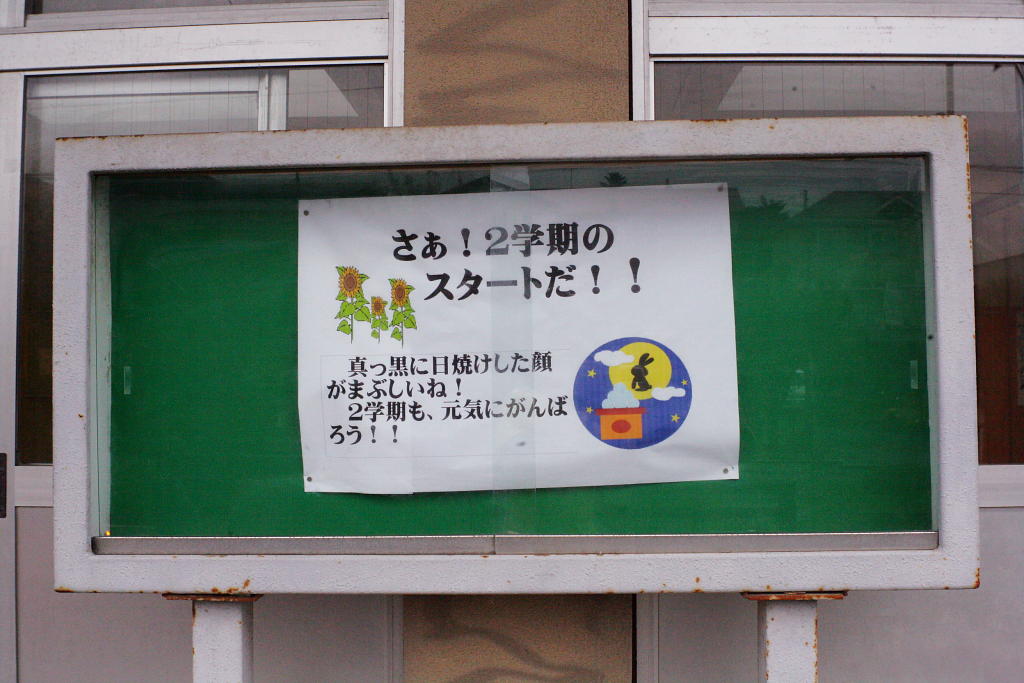 さぁ！2学期の
スタートだ！！
真っ黒に日焼けした顔
がまぶしいね！
2学期も、元気にがんば
ろう！！